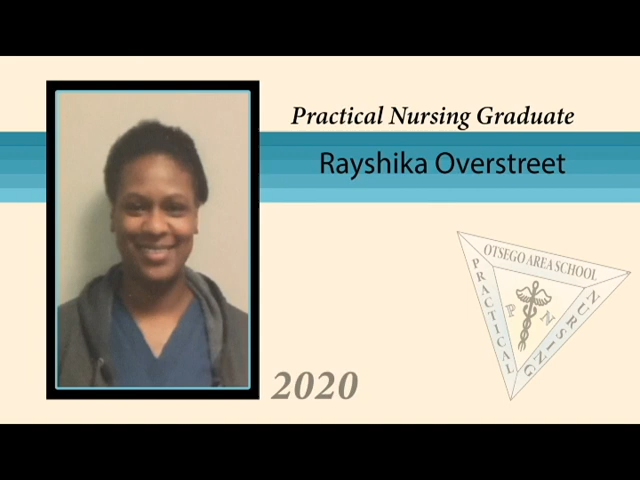 Practical Nursing Graduate
Rayshika Overstreet
OTSEGO AREA SCHOOL
PRACTICAL
NURSING
P N
2020